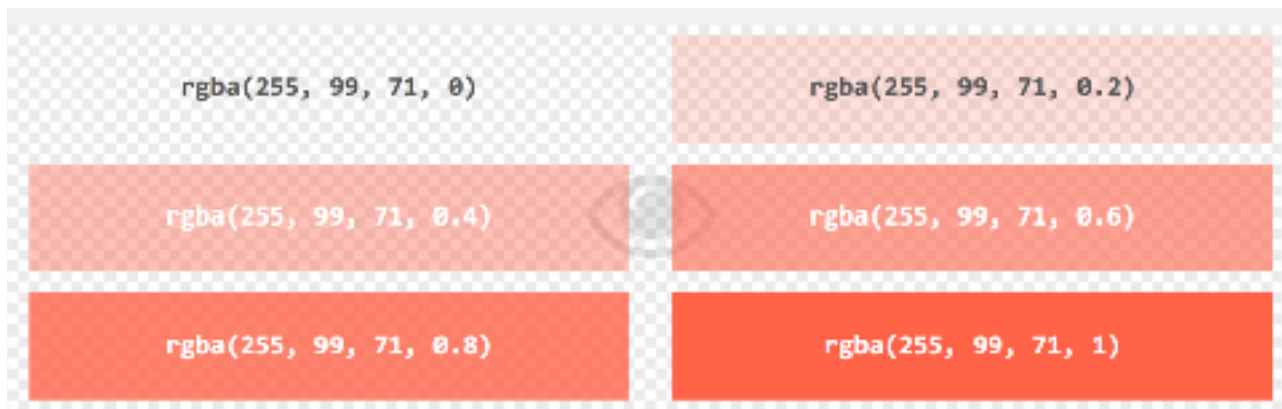 rgba(255, 99, 71, 0)
rgba(255, 99, 71, 0.2)
rgba(255, 99, 71, 0.4)
rgba(255, 99, 71, 0.6)
rgba(255, 99, 71, 0.8)
rgba(255, 99, 71, 1)